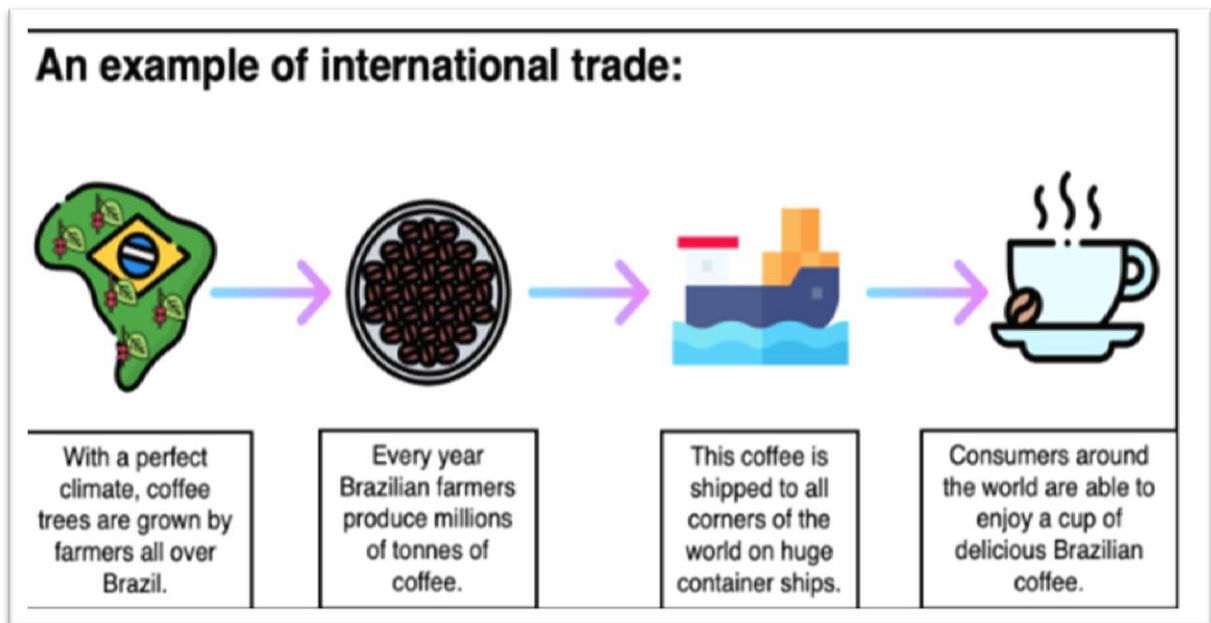 An example of international trade:
With a perfect
climate, coffee
trees are grown by
farmers all over
Brazil.
Every year
Brazilian farmers
produce millions
of tonnes of
coffee.
This coffee is
shipped to all
corners of the
world on huge
container ships.
Consumers around
the world are able to
enjoy a cup of
delicious Brazilian
coffee.